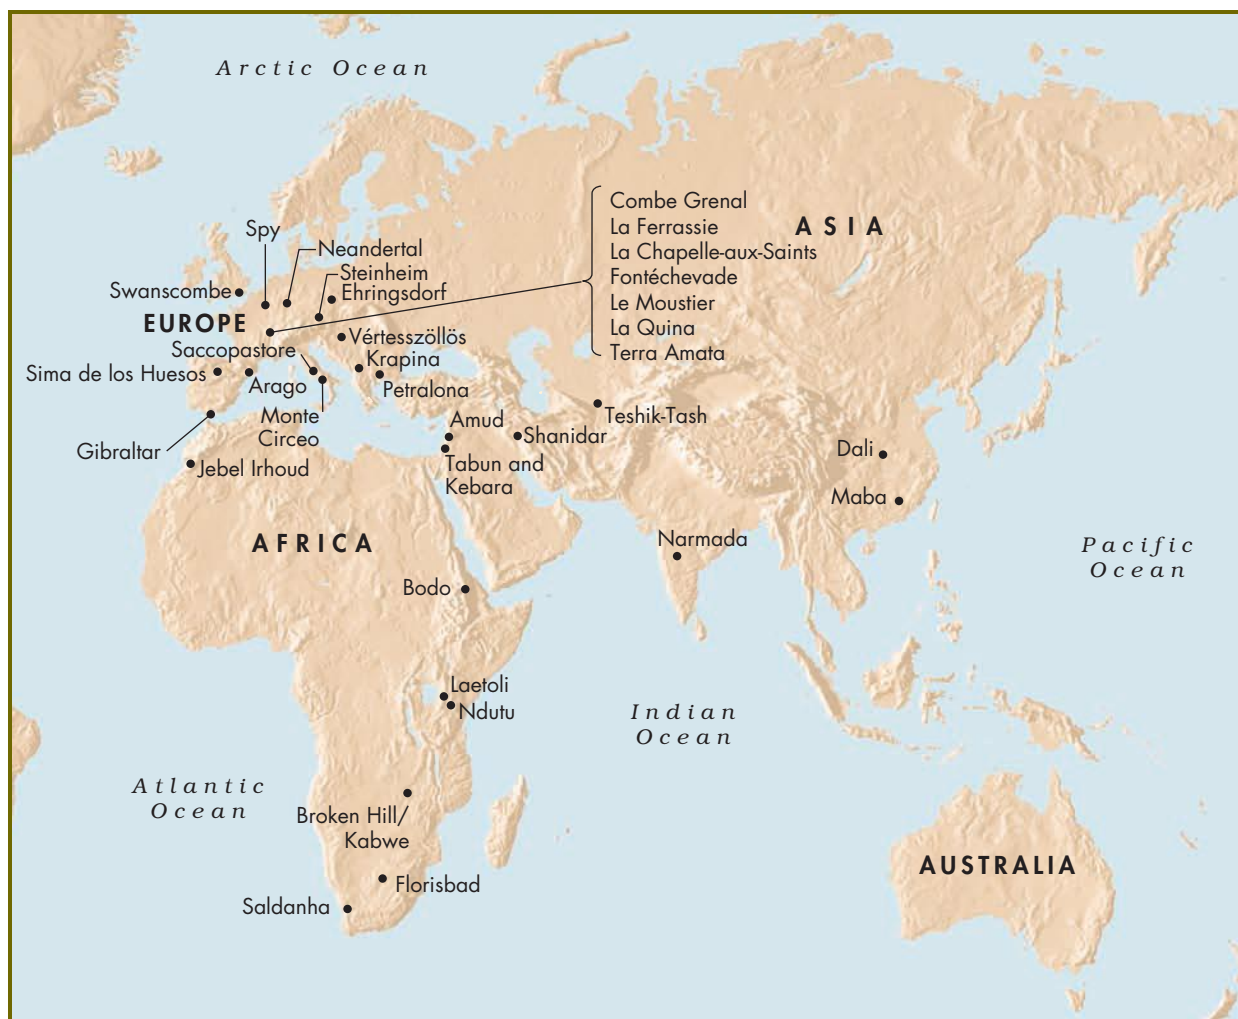 Arctic Ocean
Combe Grenal
La Ferrassie
La Chapelle-aux-Saints
Fontéchevade
Le Moustier
La Quina
Terra Amata
ASIA
Spy
Neandertal
Steinheim
Ehringsdorf
Swanscombe
EUROPE
Vértesszöllös
Saccopastore
Krapina
Sima de los Huesos
Arago
Petralona
Monte
Circeo
Gibraltar
Jebel Irhoud
Amud
Shanidar
Teshik-Tash
Tabun and
Kebara
Dali
Maba
AFRICA
Narmada
Pacific
Ocean
Bodo
Laetoli
Ndutu
Indian
Ocean
Atlantic
Ocean
Broken Hill/
Kabwe
AUSTRALIA
Florisbad
Saldanha